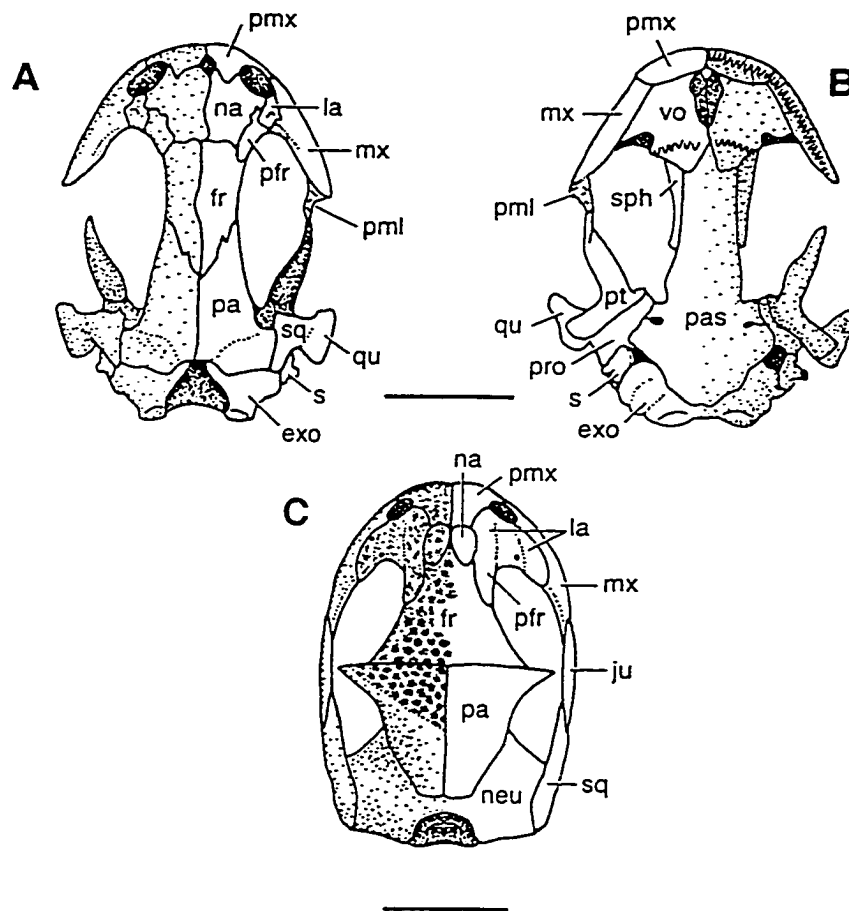 A
pmx
la
na
mx
pfr
fr
pml
pa
sq
qu
s
exo
B
pmx
mx
vo
pml
sph
pt
qu
pas
pro
s
exo
C
na
pmx
la
mx
pfr
fr
ju
pa
neu
sq